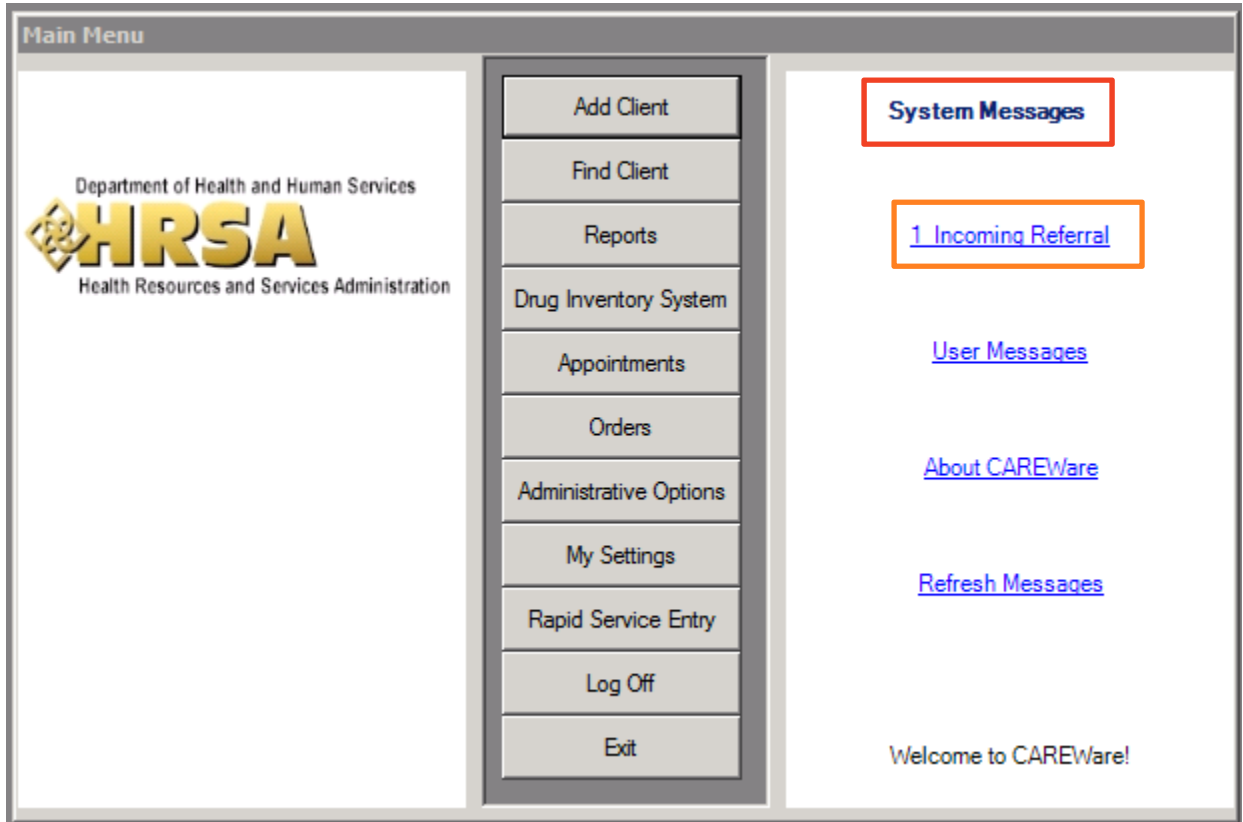 Main Menu
Department of Health and Human Services
HRSA
Health Resources and Services Administration
Add Client
Find Client
Reports
Drug Inventory System
Appointments
Orders
Administrative Options
My Settings
Rapid Service Entry
Log Off
Exit
System Messages
1 Incoming Referral
User Messages
About CAREWare
Refresh Messages
Welcome to CAREWare!